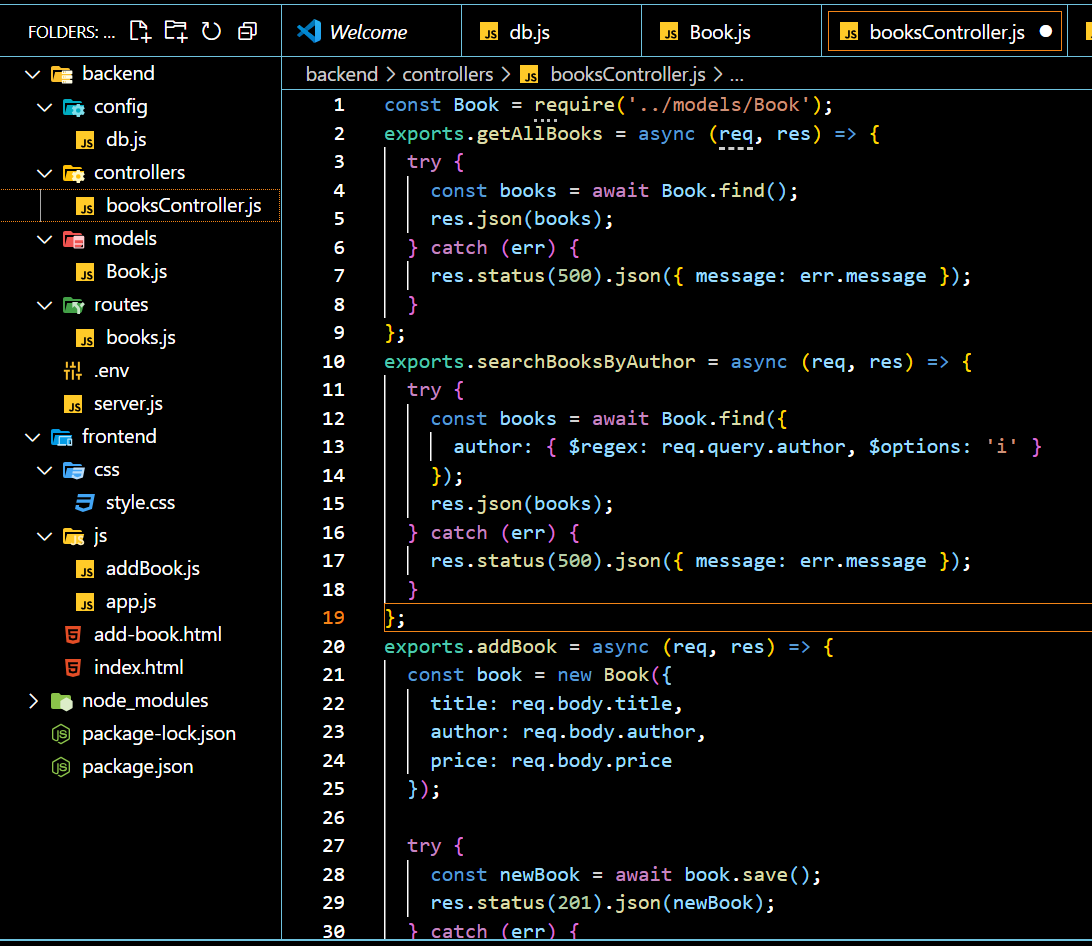 FOLDERS: ...
Welcome
db.js
Book.js
booksController.js
backend
config
db.js
controllers
booksController.js
models
Book.js
routes
books.js
.env
server.js
frontend
css
style.css
js
addBook.js
app.js
add-book.html
index.html
node_modules
package-lock.json
package.json
backend > controllers > JS booksController.js > ...
1 const Book = require('../models/Book');
2 exports.getAllBooks = async (req, res) => {
3 try {
4 const books = await Book.find();
5 res.json(books);
6 } catch (err) {
7 res.status(500).json({ message: err.message });
8 }
9 };
10 exports.searchBooksByAuthor = async (req, res) => {
11 try {
12 const books = await Book.find({
13 author: { $regex: req.query.author, $options: 'i' }
14 });
15 res.json(books);
16 } catch (err) {
17 res.status(500).json({ message: err.message });
18 }
19 };
20 exports.addBook = async (req, res) => {
21 const book = new Book({
22 title: req.body.title,
23 author: req.body.author,
24 price: req.body.price
25 });
26
27 try {
28 const newBook = await book.save();
29 res.status(201).json(newBook);
30 } catch (err) {